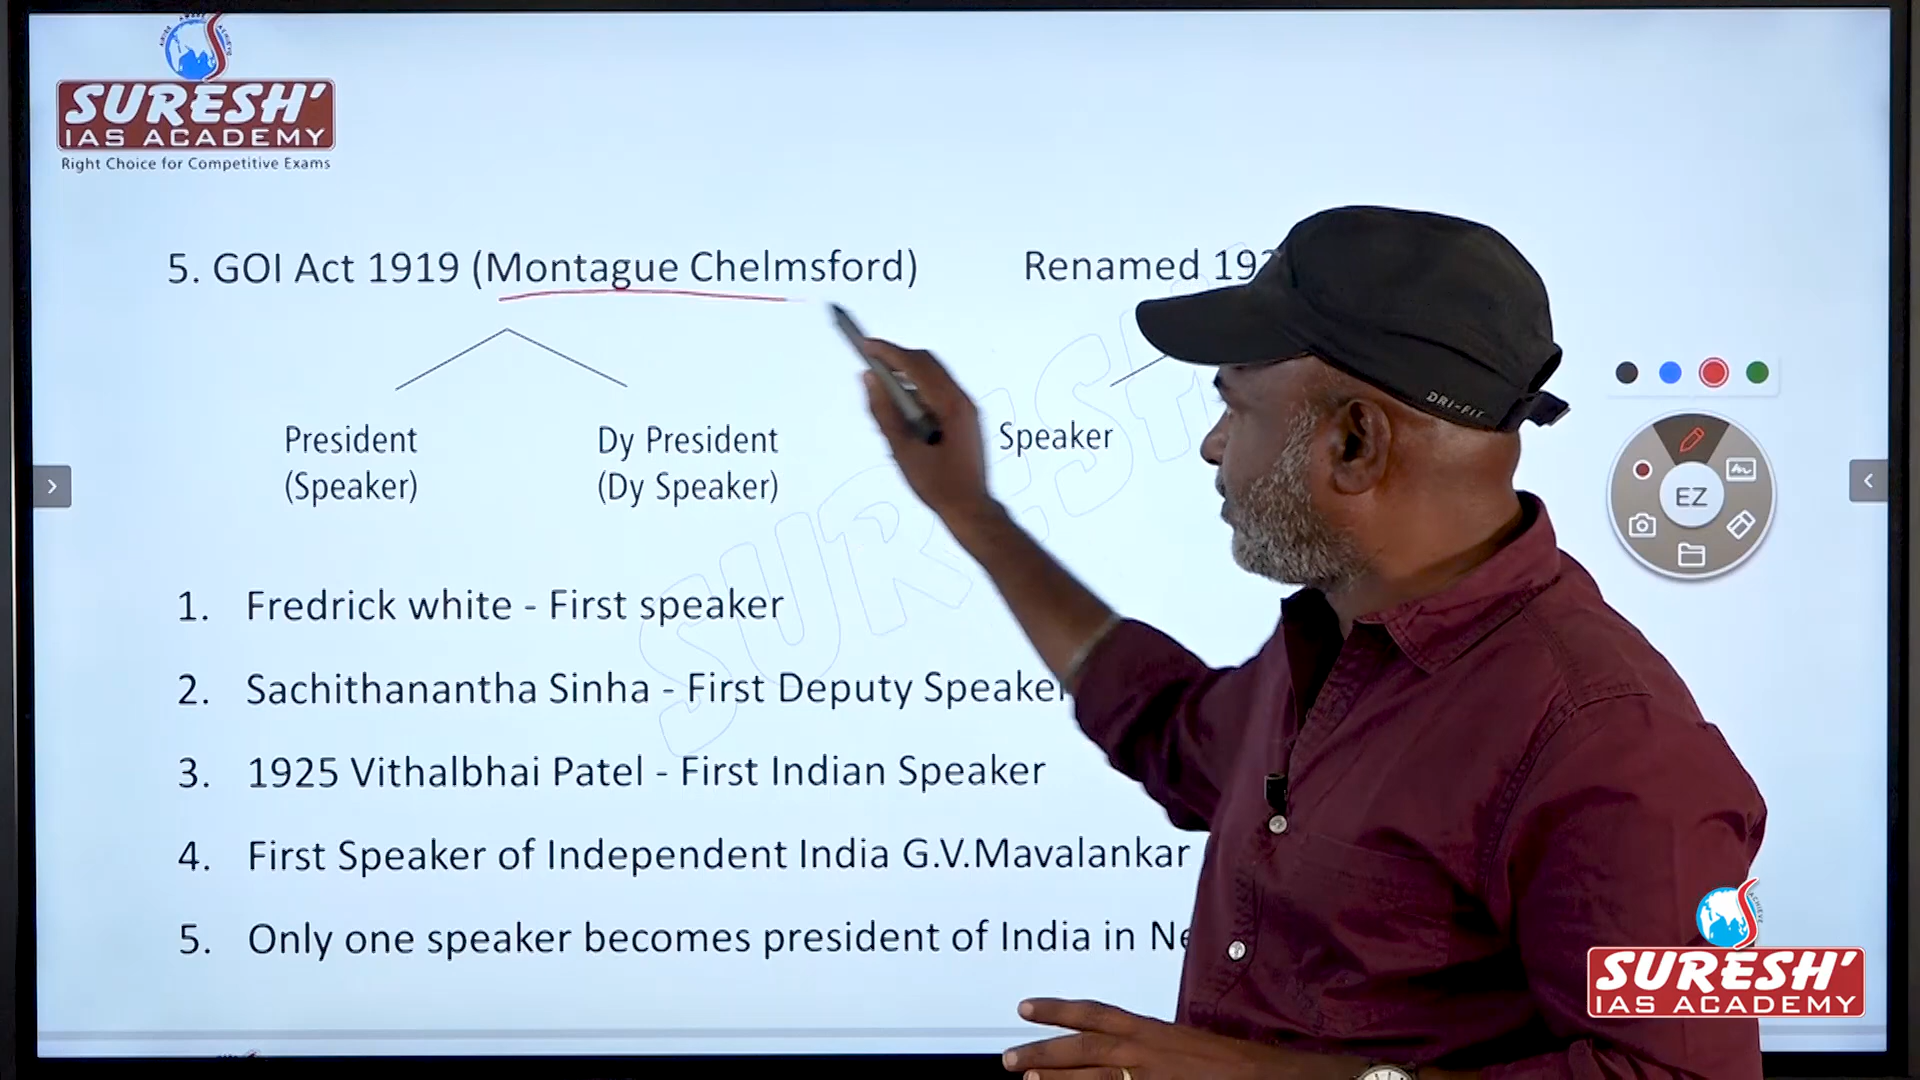 SURESH'
IAS ACADEMY
Right Choice for Competitive Exams
5. GOI Act 1919 (Montague Chelmsford) Renamed
President Dy President Speaker
(Speaker) (Dy Speaker)
1. Fredrick white - First speaker
2. Sachithanantha Sinha - First Deputy Speaker
3. 1925 Vithalbhai Patel - First Indian Speaker
4. First Speaker of Independent India G.V.Mavalankar
5. Only one speaker becomes president of India in
SURESH
DRI-FIT
EZ
SURESH'
IAS ACADEMY